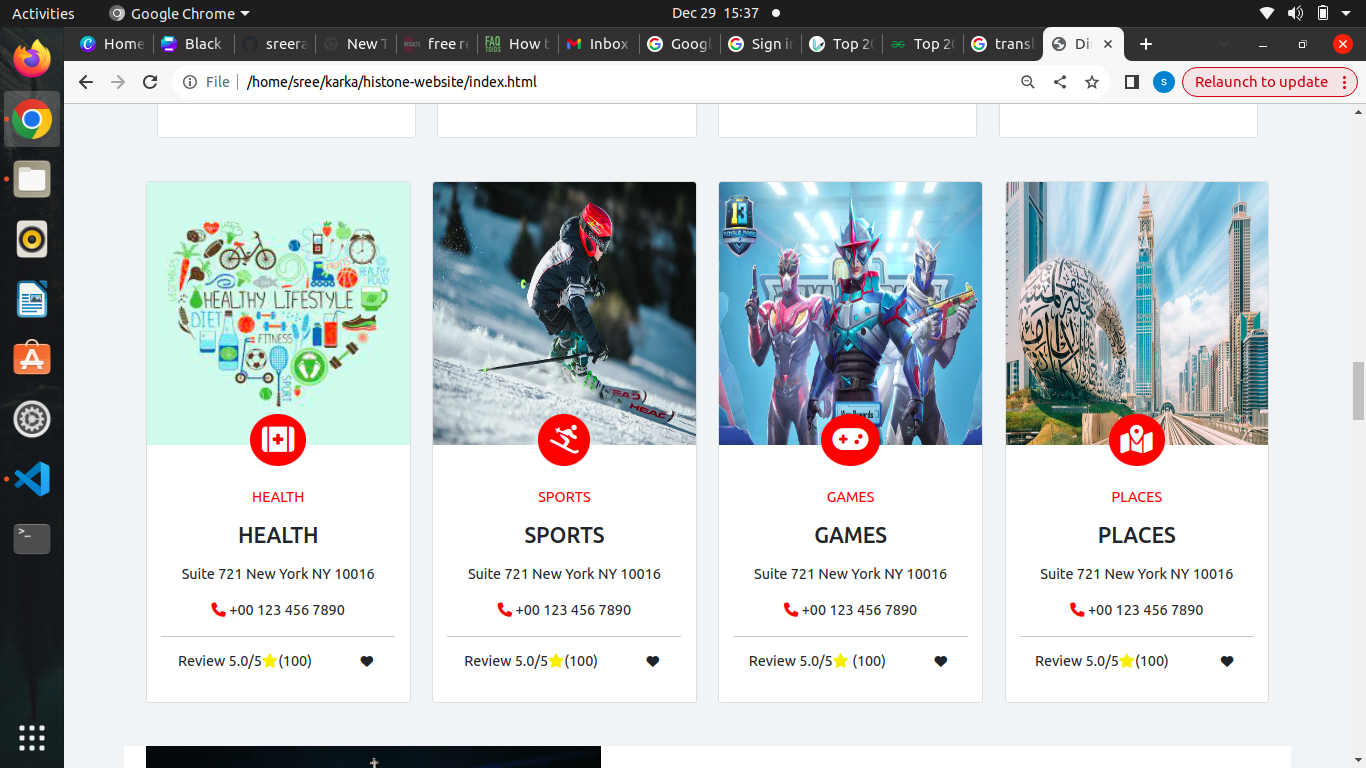 Activities
Google Chrome
Dec 29 15:37
Home
Black
sreera
New T
free re
How t
Inbox
Googl
Sign in
Top 20
Top 20
transl
Di
File
/home/sree/karka/histone-website/index.html
S
Relaunch to update
13
HEALTHY LIFESTYLE
HEALTHY
FOOD
DIET
FITNESS
SPORT
HEAD
HEALTH
SPORTS
GAMES
PLACES
HEALTH
SPORTS
GAMES
PLACES
Suite 721 New York NY 10016
Suite 721 New York NY 10016
Suite 721 New York NY 10016
Suite 721 New York NY 10016
+00 123 456 7890
+00 123 456 7890
+00 123 456 7890
+00 123 456 7890
Review 5.0/5 (100)
Review 5.0/5 (100)
Review 5.0/5 (100)
Review 5.0/5 (100)